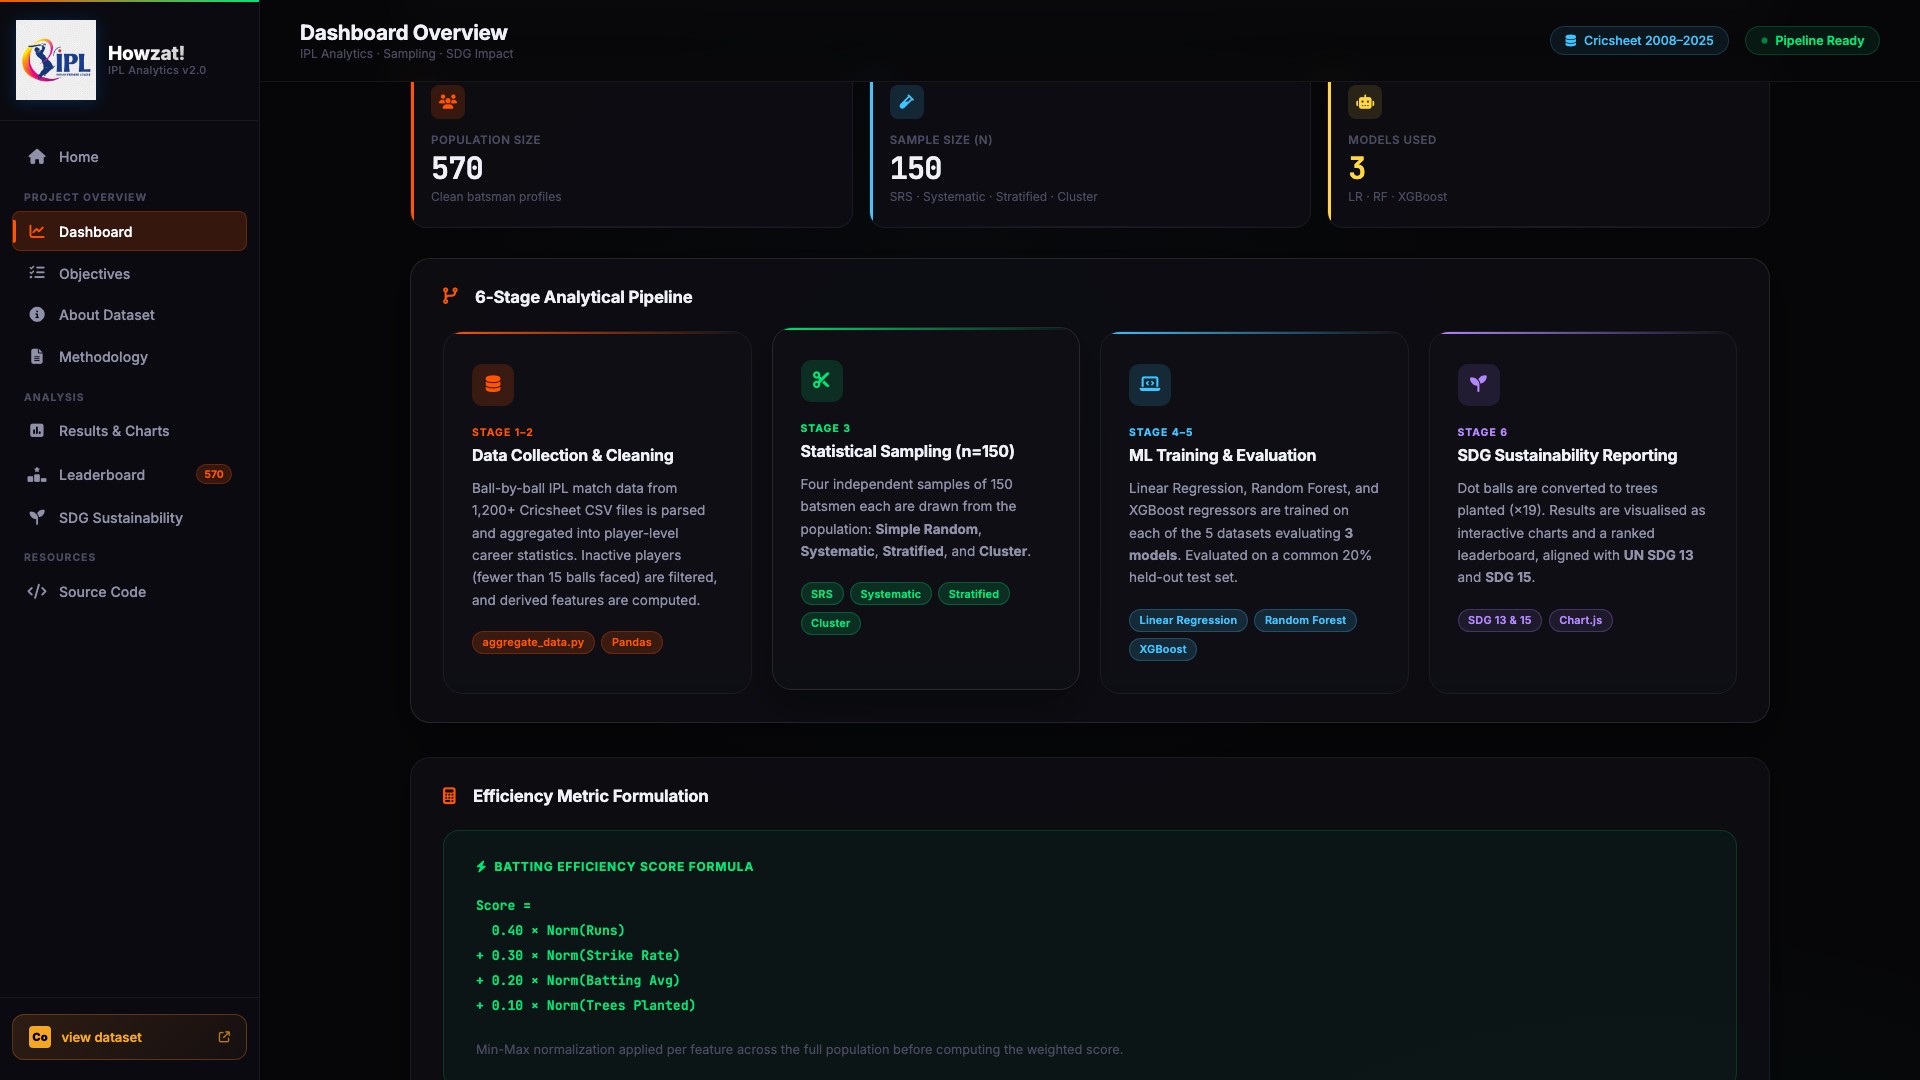 IPL
Howzat!
IPL Analytics v2.0
Home
PROJECT OVERVIEW
Dashboard
Objectives
About Dataset
Methodology
ANALYSIS
Results & Charts
Leaderboard 570
SDG Sustainability
RESOURCES
Source Code
Co view dataset
Dashboard Overview
IPL Analytics · Sampling · SDG Impact
Cricsheet 2008–2025
Pipeline Ready
POPULATION SIZE
570
Clean batsman profiles
SAMPLE SIZE (N)
150
SRS · Systematic · Stratified · Cluster
MODELS USED
3
LR · RF · XGBoost
6-Stage Analytical Pipeline
STAGE 1–2
Data Collection & Cleaning
Ball-by-ball IPL match data from
1,200+ Cricsheet CSV files is parsed
and aggregated into player-level
career statistics. Inactive players
(fewer than 15 balls faced) are filtered,
and derived features are computed.
aggregate_data.py Pandas
STAGE 3
Statistical Sampling (n=150)
Four independent samples of 150
batsmen each are drawn from the
population: Simple Random,
Systematic, Stratified, and Cluster.
SRS Systematic Stratified
Cluster
STAGE 4–5
ML Training & Evaluation
Linear Regression, Random Forest, and
XGBoost regressors are trained on
each of the 5 datasets evaluating 3
models. Evaluated on a common 20%
held-out test set.
Linear Regression Random Forest
XGBoost
STAGE 6
SDG Sustainability Reporting
Dot balls are converted to trees
planted (×19). Results are visualised as
interactive charts and a ranked
leaderboard, aligned with UN SDG 13
and SDG 15.
SDG 13 & 15 Chart.js
Efficiency Metric Formulation
BATTING EFFICIENCY SCORE FORMULA
Score =
0.40 × Norm(Runs)
+ 0.30 × Norm(Strike Rate)
+ 0.20 × Norm(Batting Avg)
+ 0.10 × Norm(Trees Planted)
Min-Max normalization applied per feature across the full population before computing the weighted score.